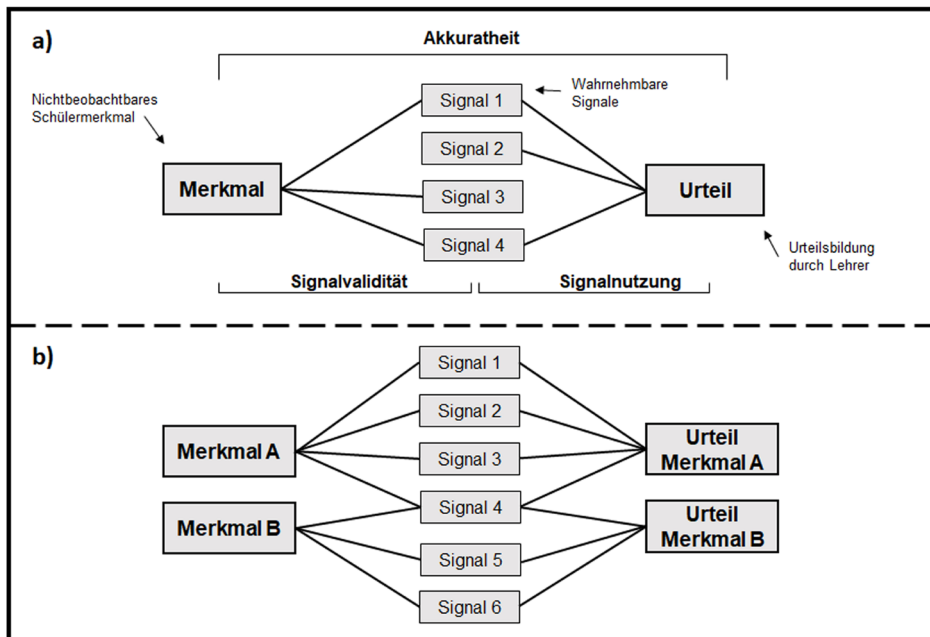 a)
Akkuratheit
Nichtbeobachtbares
Schülermerkmal
Wahrnehmbare
Signale
Signal 1
Signal 2
Signal 3
Signal 4
Merkmal
Urteil
Urteilsbildung
durch Lehrer
Signalvalidität
Signalnutzung
b)
Signal 1
Signal 2
Signal 3
Signal 4
Signal 5
Signal 6
Merkmal A
Merkmal B
Urteil
Merkmal A
Urteil
Merkmal B